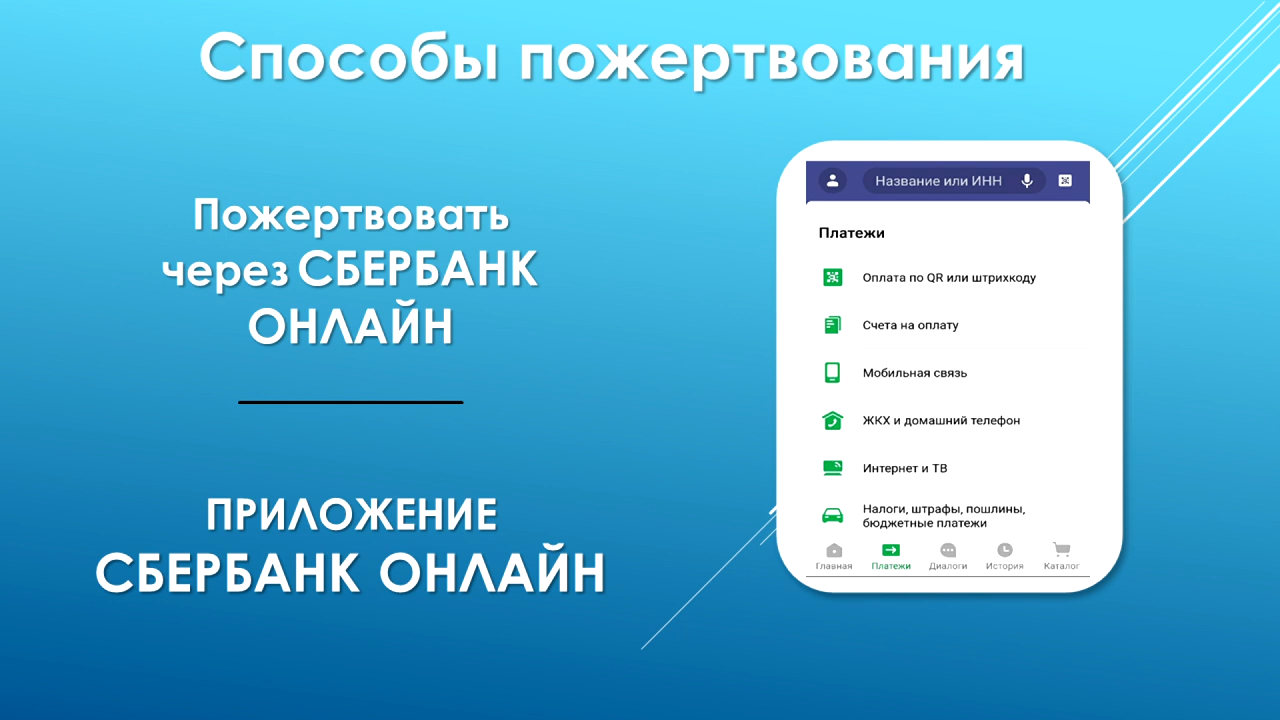 Способы пожертвования
Пожертвовать
через СБЕРБАНК
ОНЛАЙН
ПРИЛОЖЕНИЕ
СБЕРБАНК ОНЛАЙН
Название или ИНН
Платежи
Оплата по QR или штрихкоду
Счета на оплату
Мобильная связь
ЖКХ и домашний телефон
Интернет и ТВ
Налоги, штрафы, пошлины,
бюджетные платежи
Главная Платежи Диалоги История Каталог